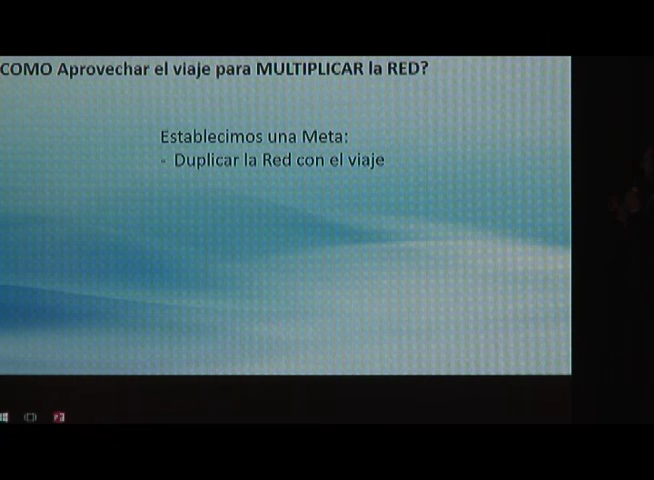 COMO Aprovechar el viaje para MULTIPLICAR la RED?
Establecimos una Meta:
- Duplicar la Red con el viaje